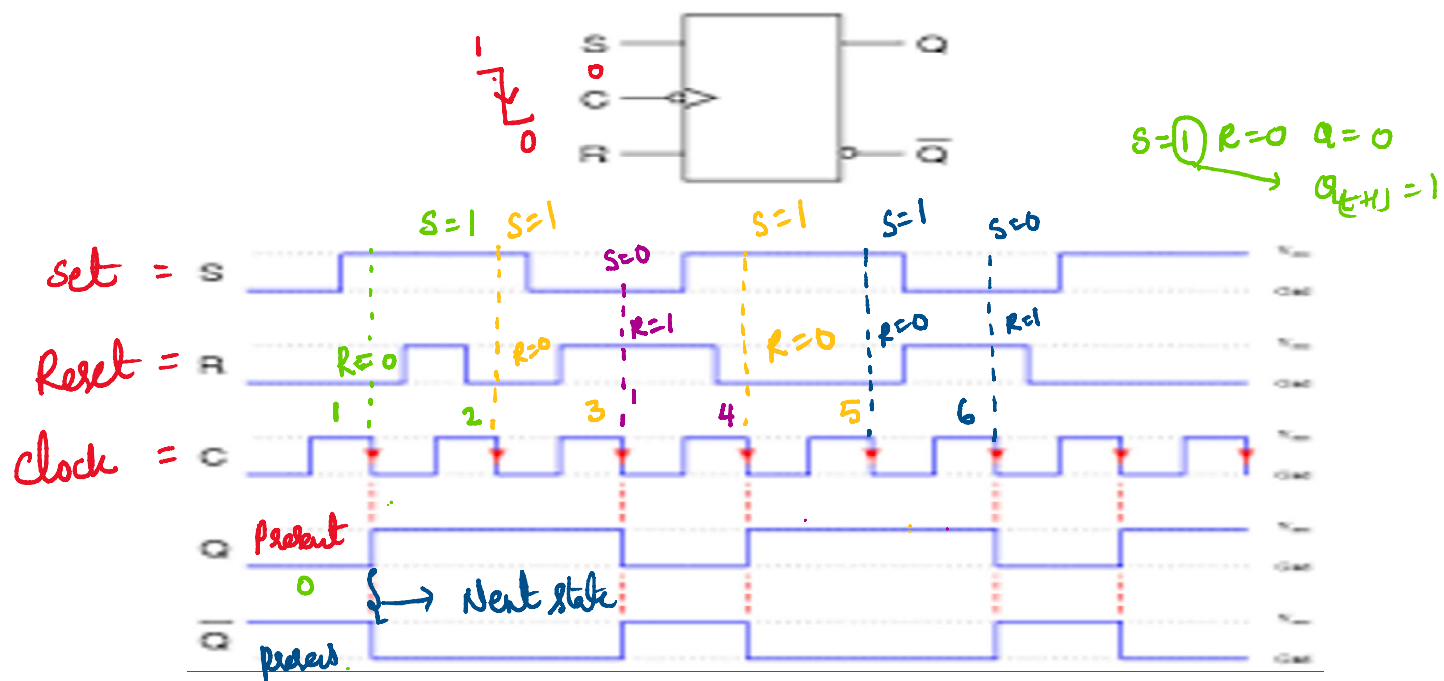 1
S
Q
0
C
0
R
Q̅
S=1 R=0 Q=0
Q(t+1) = 1
S=1
S=1
S=0
S=1
S=1
S=0
Set = S
R=0
R=0
R=1
R=0
R=0
R=1
Reset = R
1
2
3
1
4
5
6
Clock = C
Q Present
0
Next state
Q̅ present